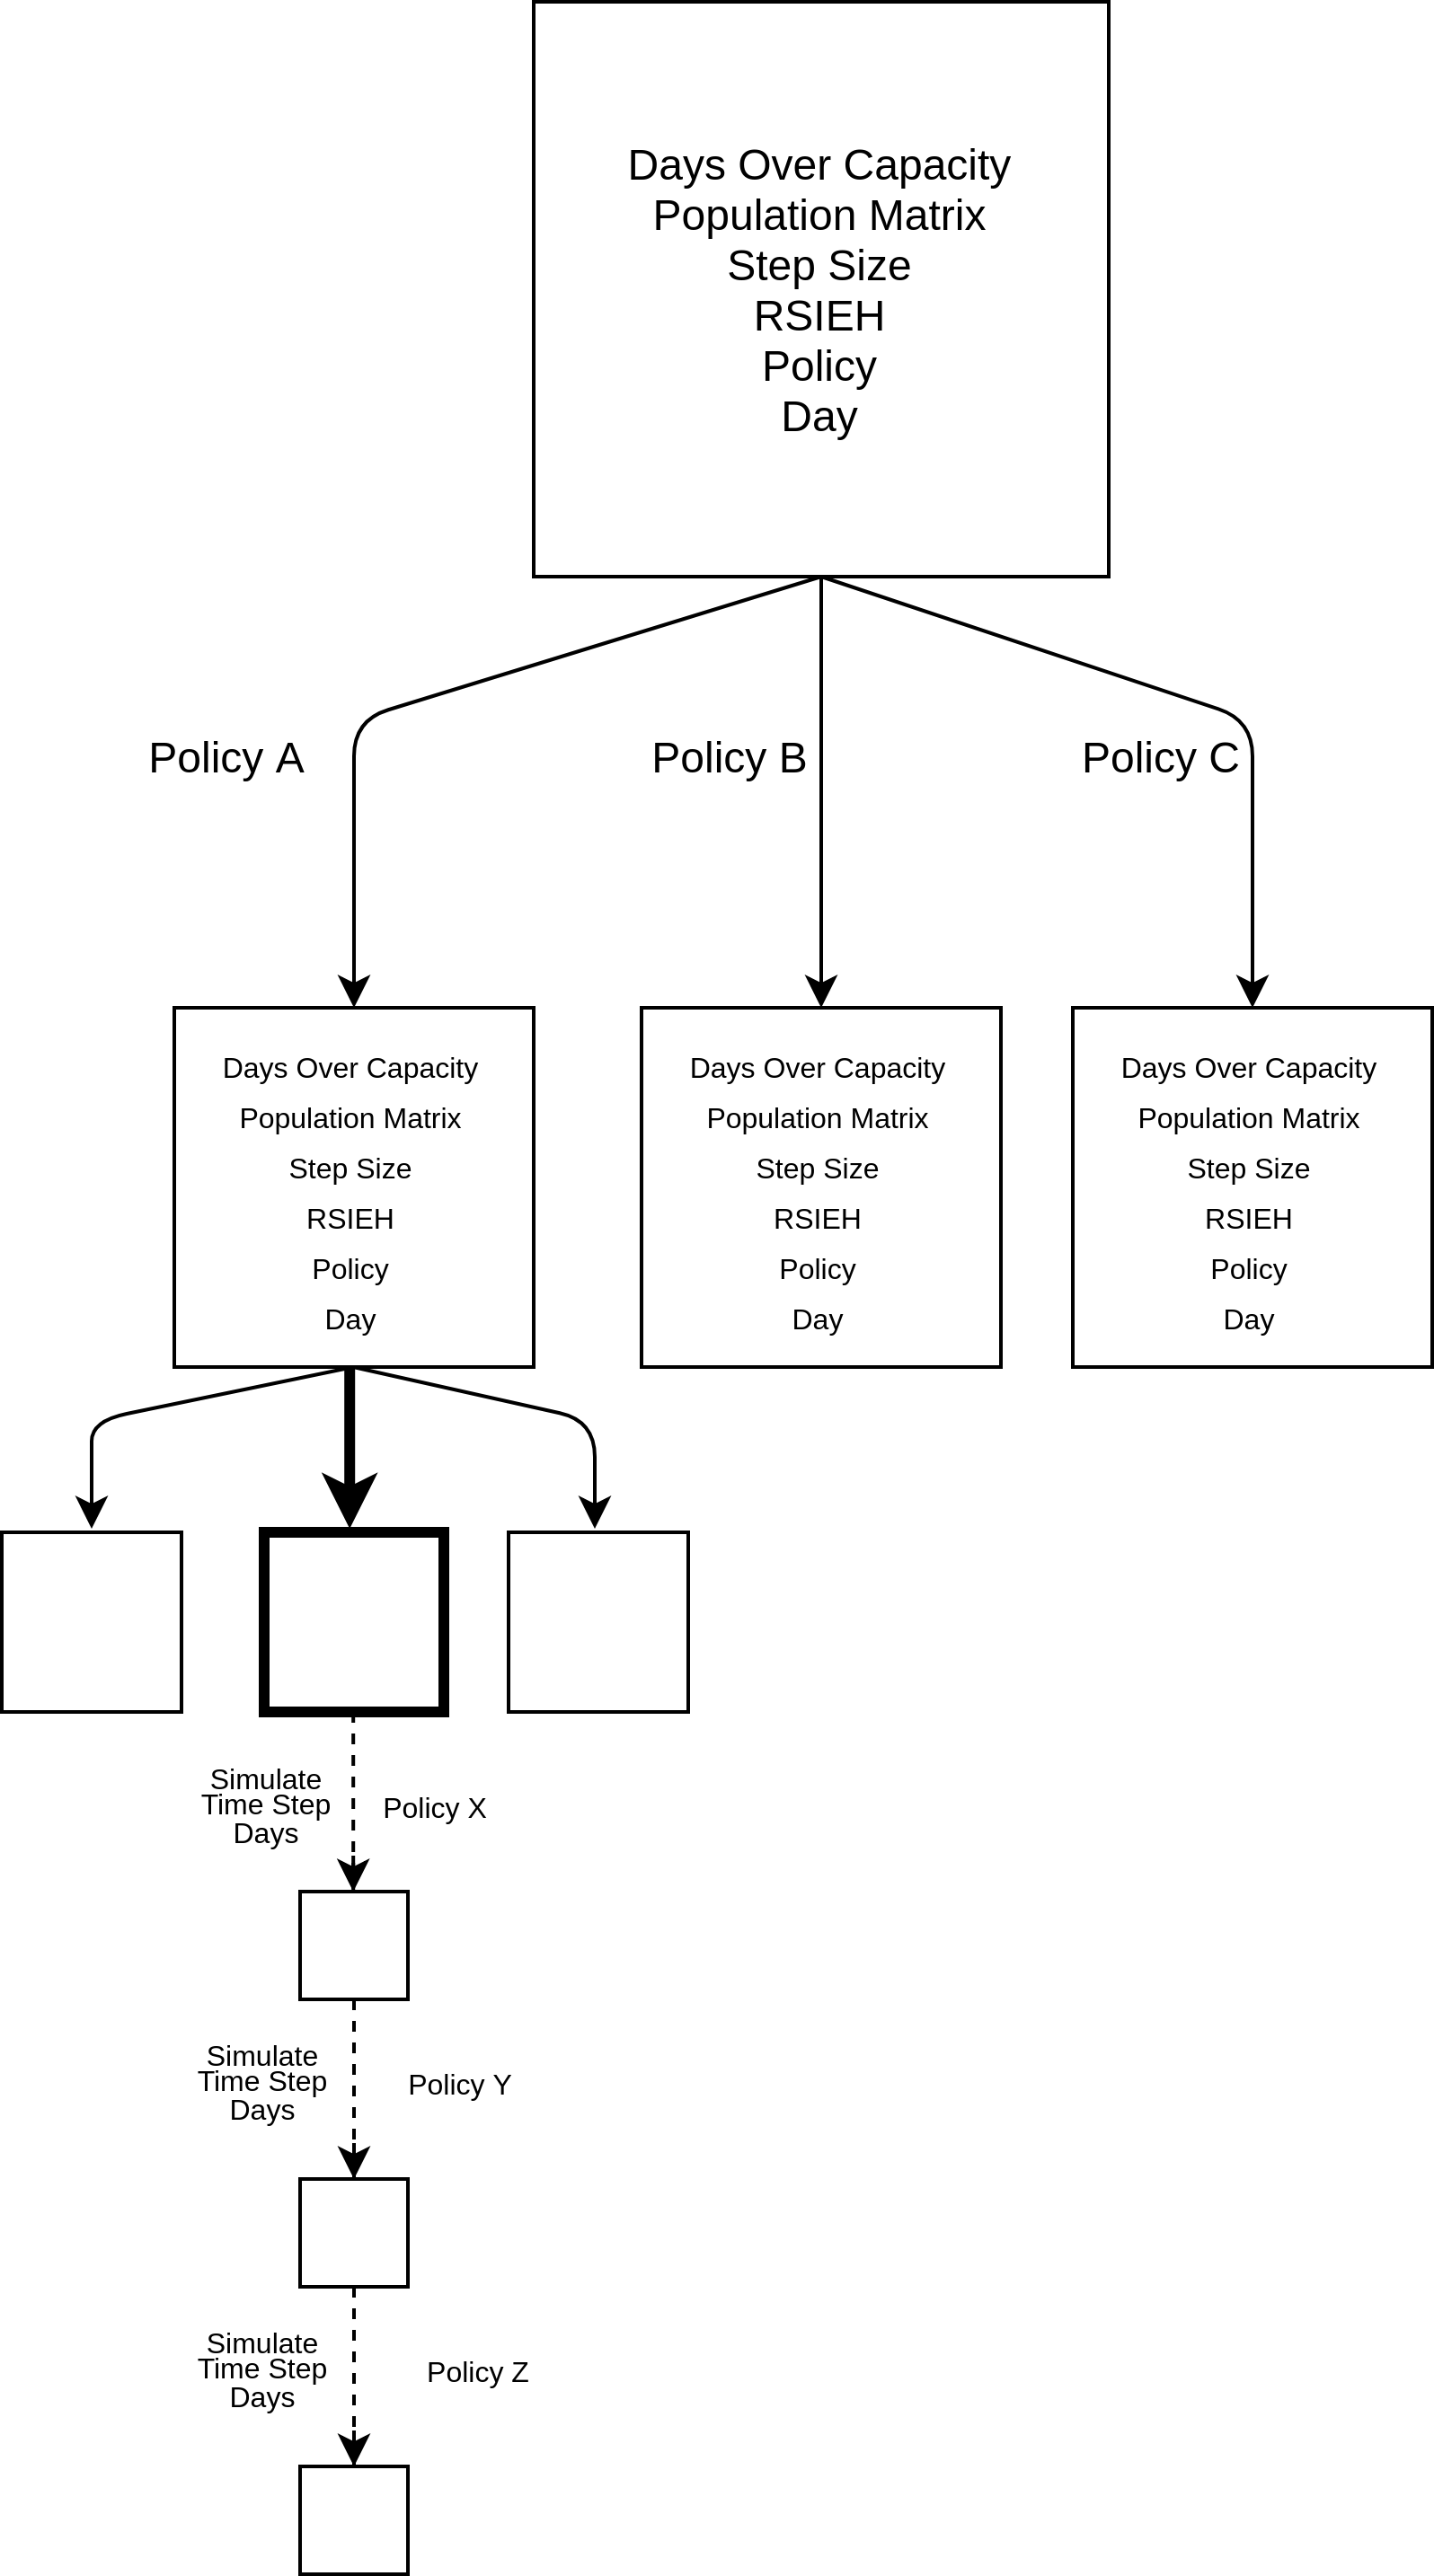 Days Over Capacity
Population Matrix
Step Size
RSIEH
Policy
Day
Policy A
Policy B
Policy C
Days Over Capacity
Population Matrix
Step Size
RSIEH
Policy
Day
Days Over Capacity
Population Matrix
Step Size
RSIEH
Policy
Day
Days Over Capacity
Population Matrix
Step Size
RSIEH
Policy
Day
Simulate
Time Step
Days
Policy X
Simulate
Time Step
Days
Policy Y
Simulate
Time Step
Days
Policy Z